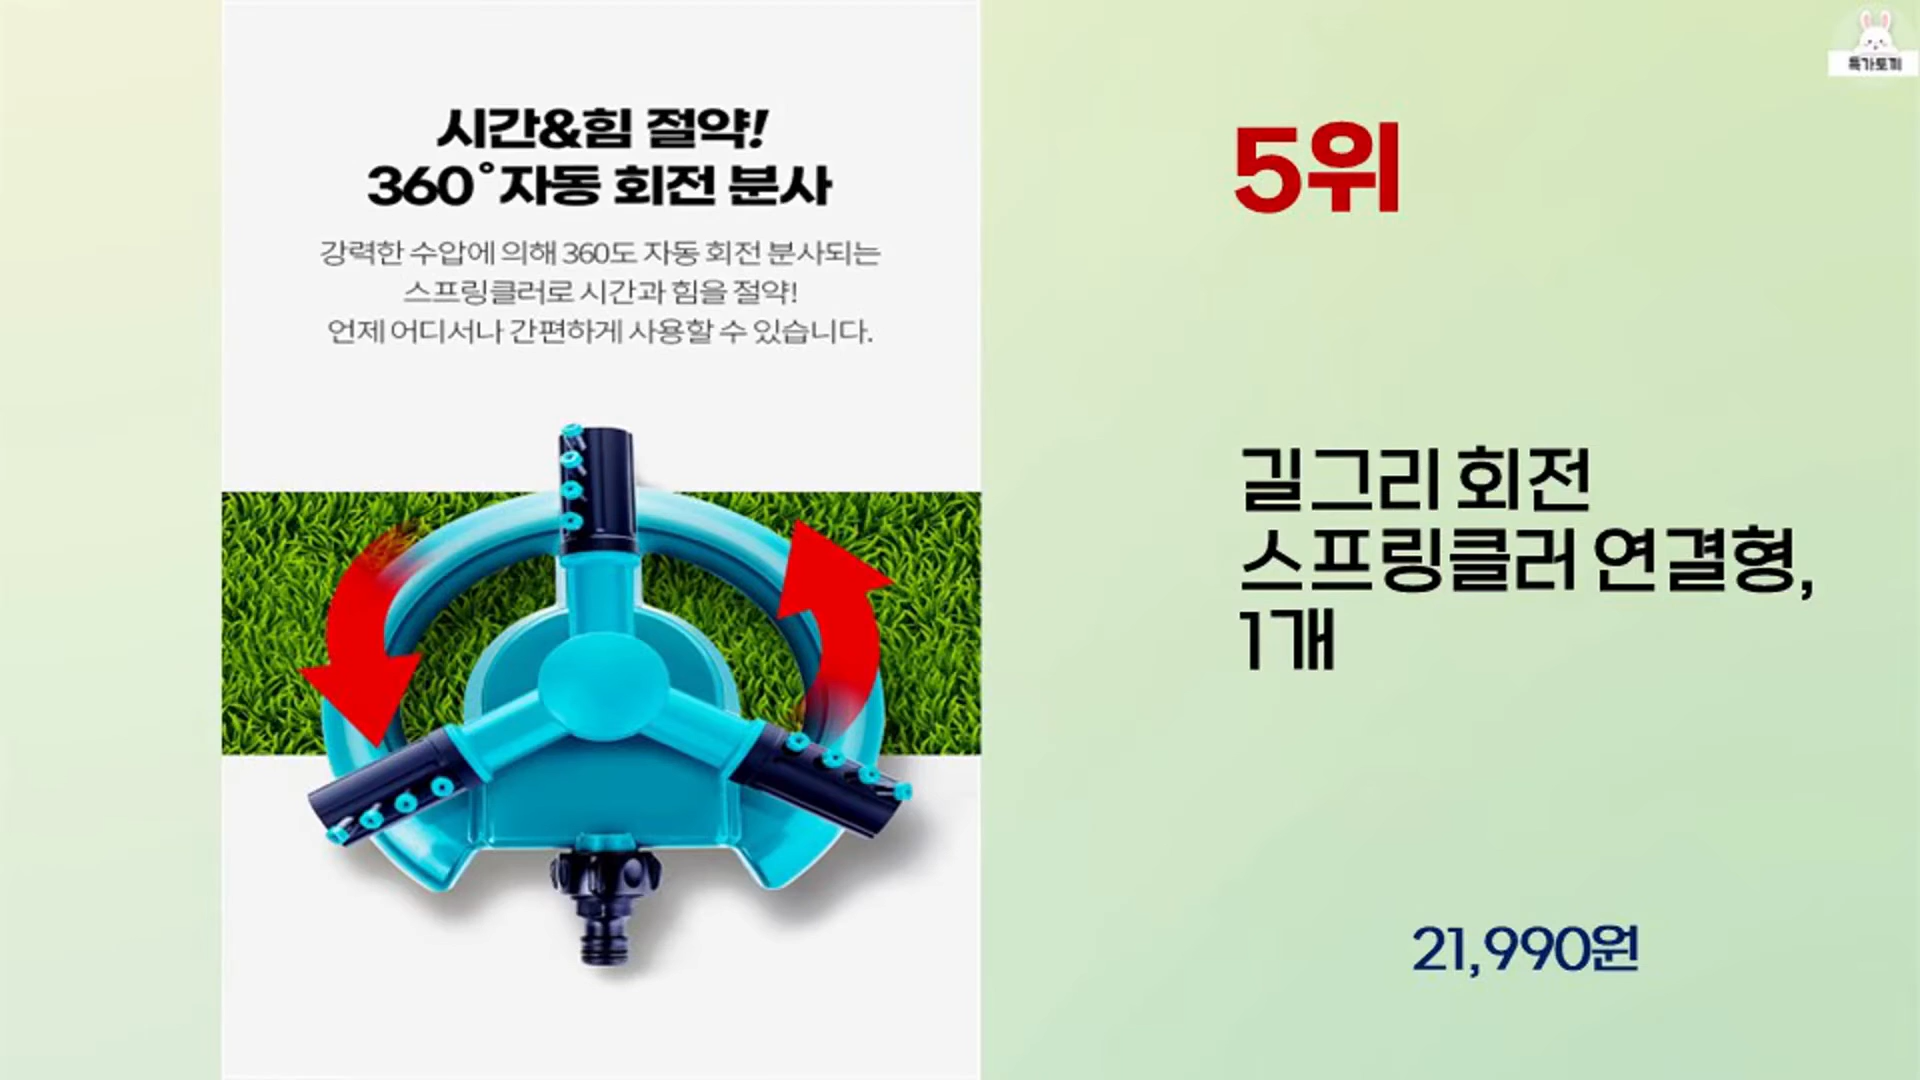 시간&힘 절약!
360°자동 회전 분사
강력한 수압에 의해 360도 자동 회전 분사되는
스프링클러로 시간과 힘을 절약!
언제 어디서나 간편하게 사용할 수 있습니다.
특가토끼
5위
길그리 회전
스프링클러 연결형,
1개
21,990원